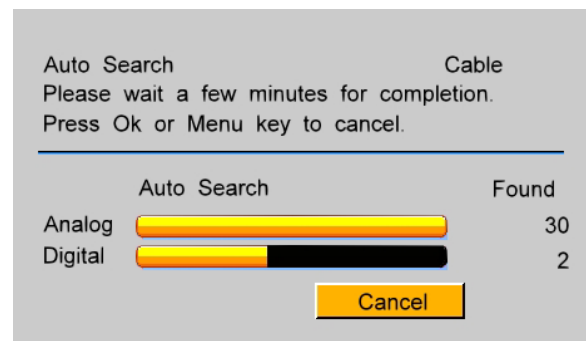 Auto Search Cable
Please wait a few minutes for completion.
Press Ok or Menu key to cancel.
Auto Search Found
Analog 30
Digital 2
Cancel